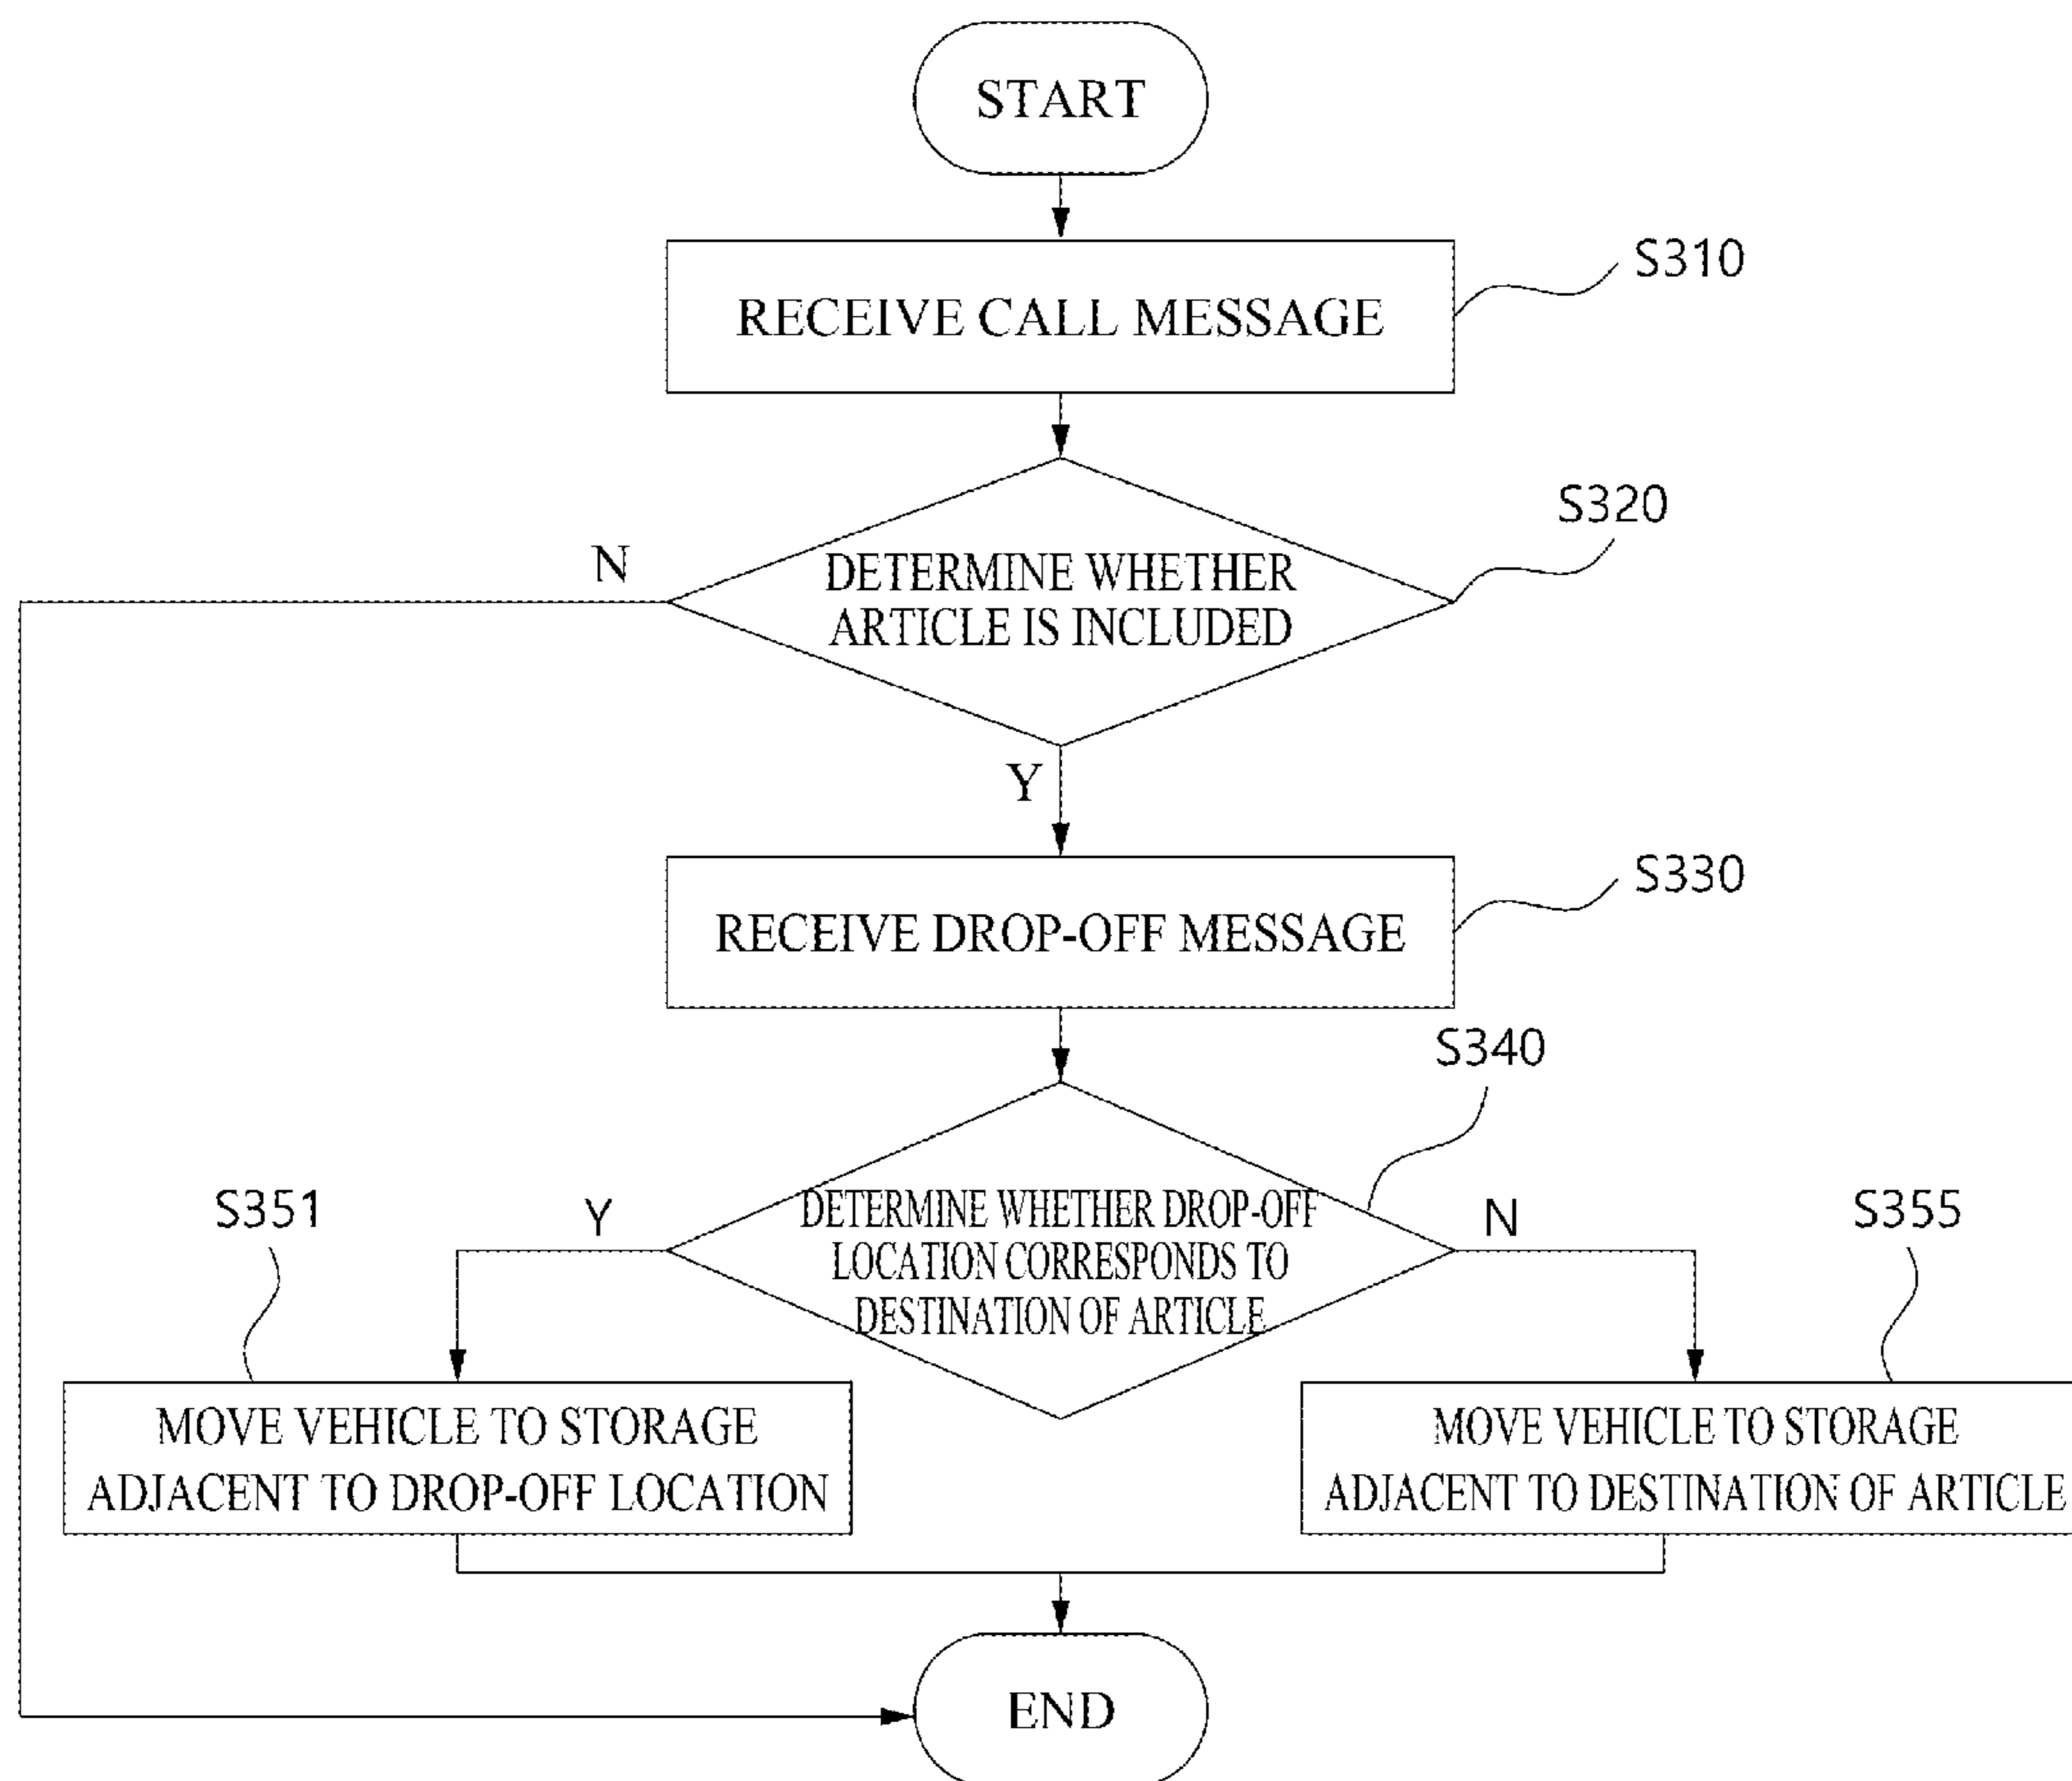 START
RECEIVE CALL MESSAGE
S310
S320
N
DETERMINE WHETHER
ARTICLE IS INCLUDED
Y
RECEIVE DROP-OFF MESSAGE
S330
S340
DETERMINE WHETHER DROP-OFF
LOCATION CORRESPONDS TO
DESTINATION OF ARTICLE
Y
N
S351
S355
MOVE VEHICLE TO STORAGE
ADJACENT TO DROP-OFF LOCATION
MOVE VEHICLE TO STORAGE
ADJACENT TO DESTINATION OF ARTICLE
END